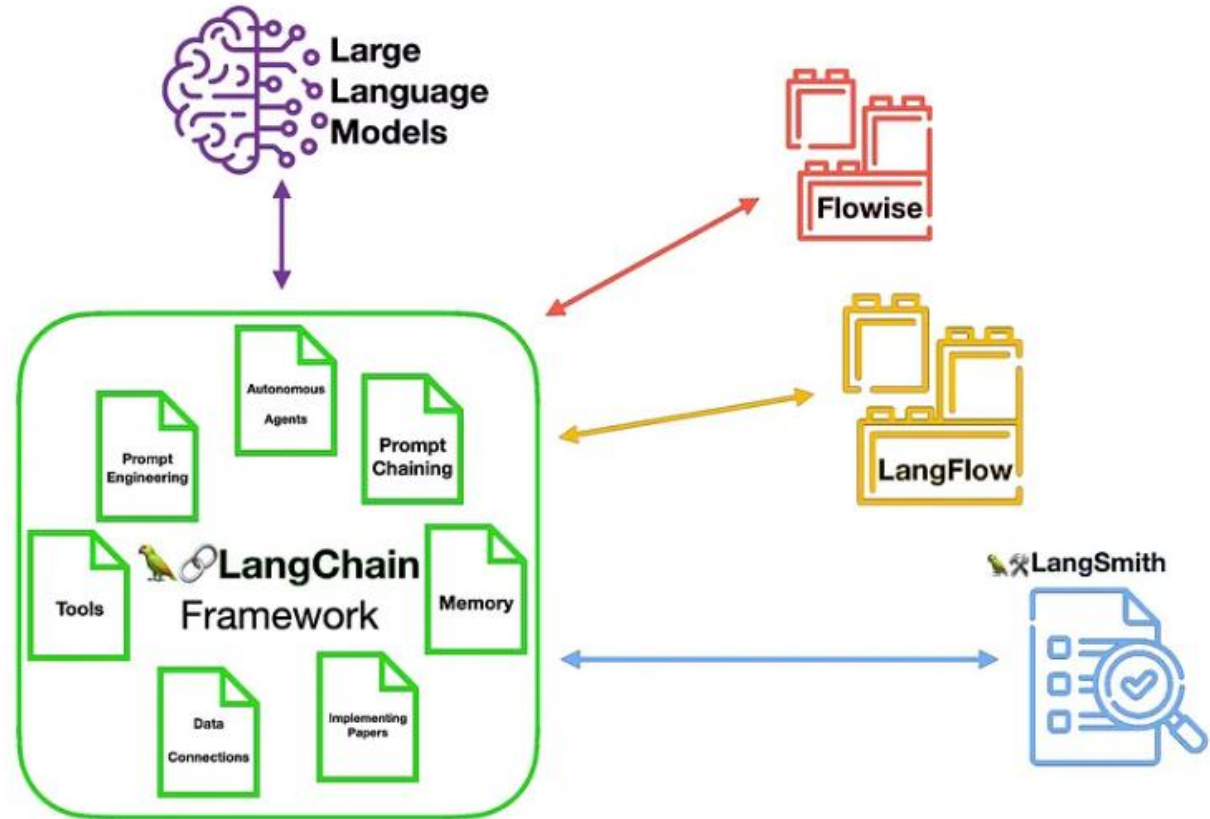 Large
Language
Models
Flowise
LangFlow
Autonomous
Agents
Prompt
Chaining
Prompt
Engineering
🦜🔗LangChain
Framework
Tools
Memory
Data
Connections
Implementing
Papers
🦜🛠️LangSmith